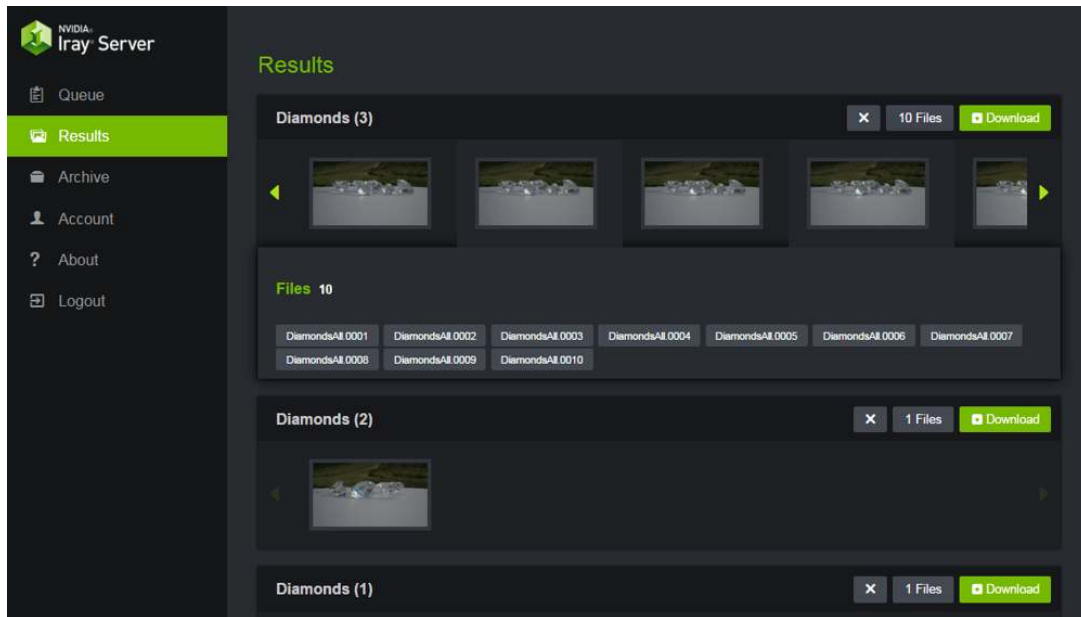 NVIDIA.
Iray® Server
Queue
Results
Archive
Account
? About
Logout
Results
Diamonds (3)
× 10 Files Download
Files 10
DiamondsAll.0001 DiamondsAll.0002 DiamondsAll.0003 DiamondsAll.0004 DiamondsAll.0005 DiamondsAll.0006 DiamondsAll.0007
DiamondsAll.0008 DiamondsAll.0009 DiamondsAll.0010
Diamonds (2)
× 1 Files Download
Diamonds (1)
× 1 Files Download